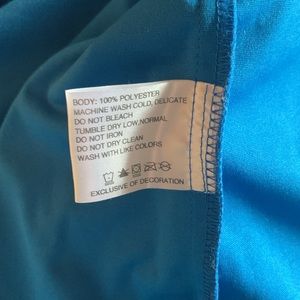 BODY: 100% POLYESTER
MACHINE WASH COLD, DELICATE
DO NOT BLEACH
TUMBLE DRY LOW,NORMAL
DO NOT IRON
DO NOT DRY CLEAN
WASH WITH LIKE COLORS
EXCLUSIVE OF DECORATION